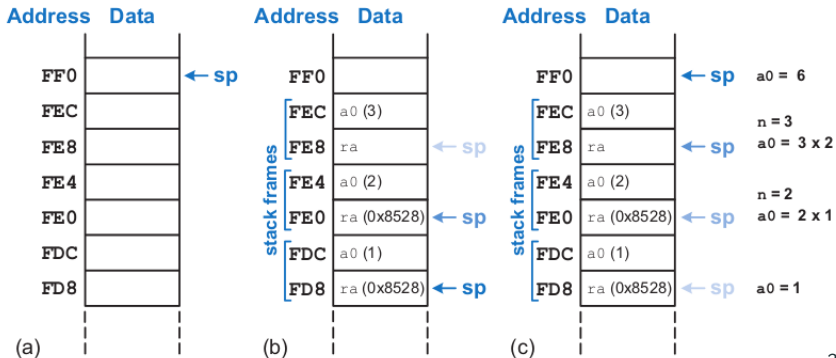 Address Data Address Data Address Data
FF0 sp FF0 FF0 sp a0 = 6
FEC FEC a0 (3) FEC a0 (3)
n = 3
FE8 FE8 ra sp FE8 ra sp a0 = 3 x 2
FE4 FE4 a0 (2) FE4 a0 (2)
n = 2
FE0 FE0 ra (0x8528) sp FE0 ra (0x8528) sp a0 = 2 x 1
FDC FDC a0 (1) FDC a0 (1)
FD8 FD8 ra (0x8528) sp FD8 ra (0x8528) sp a0 = 1
stack frames
stack frames
(a) (b) (c)